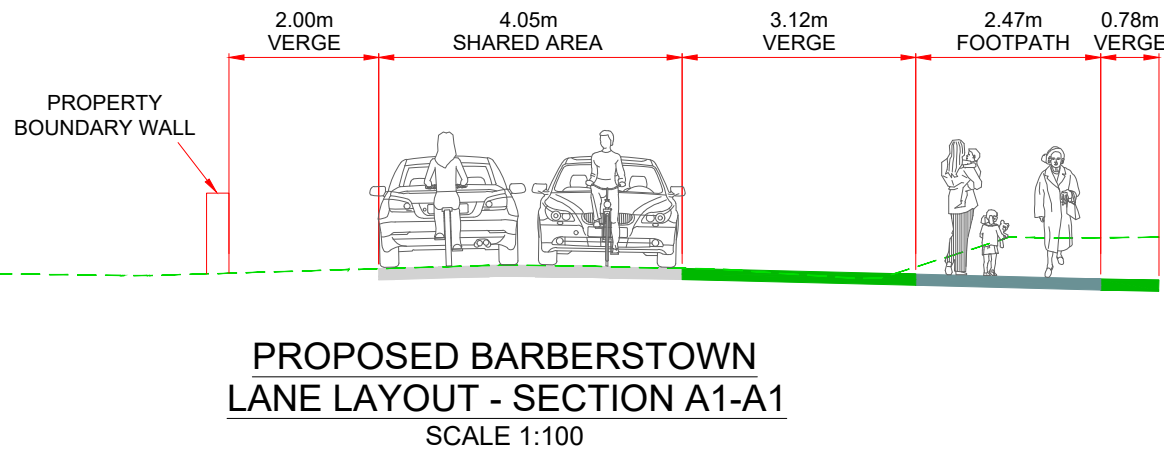 2.00m
VERGE
4.05m
SHARED AREA
3.12m
VERGE
2.47m
FOOTPATH
0.78m
VERGE
PROPERTY
BOUNDARY WALL
PROPOSED BARBERSTOWN
LANE LAYOUT - SECTION A1-A1
SCALE 1:100